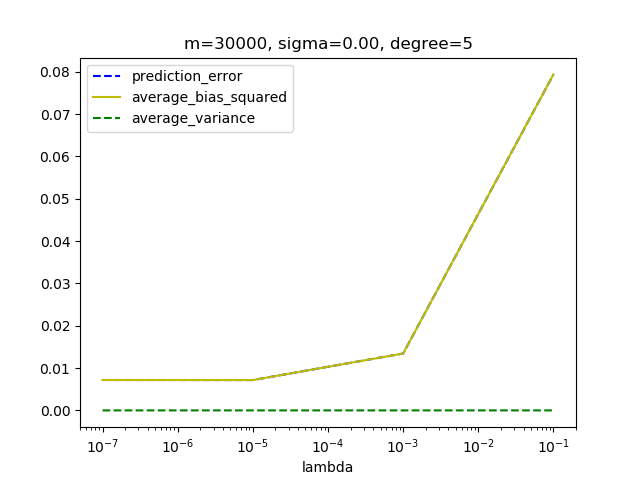 m=30000, sigma=0.00, degree=5
prediction_error
average_bias_squared
average_variance
0.08
0.07
0.06
0.05
0.04
0.03
0.02
0.01
0.00
10⁻⁷ 10⁻⁶ 10⁻⁵ 10⁻⁴ 10⁻³ 10⁻² 10⁻¹
lambda